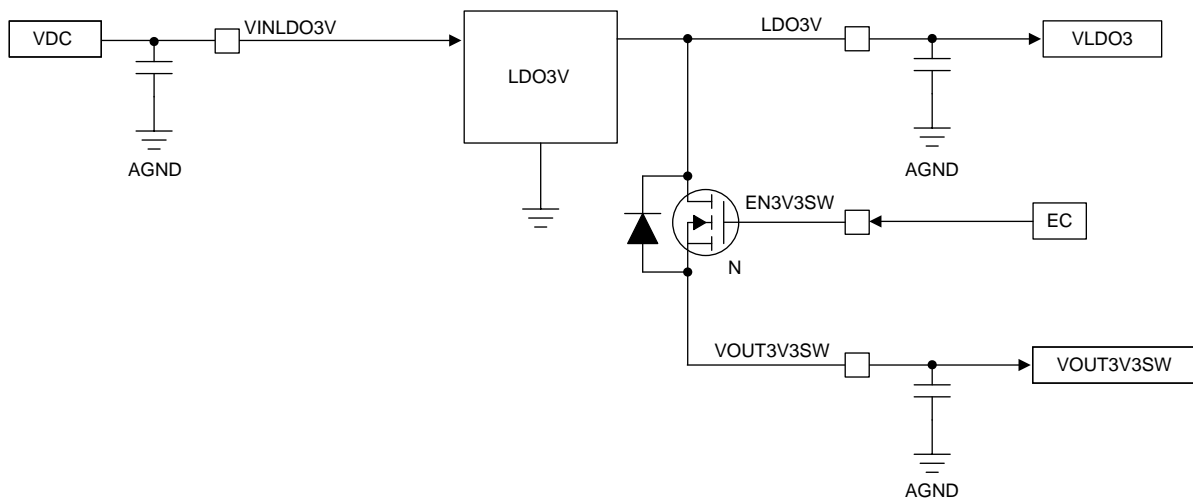 VDC
VINLDO3V
LDO3V
LDO3V
VLDO3
AGND
AGND
EN3V3SW
EC
N
VOUT3V3SW
VOUT3V3SW
AGND